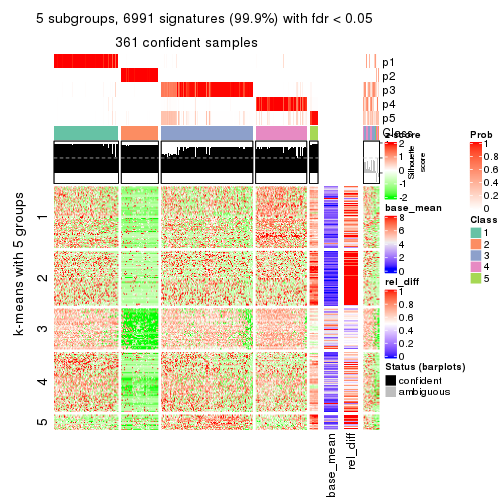 5 subgroups, 6991 signatures (99.9%) with fdr < 0.05
361 confident samples
p1
p2
p3
p4
p5
Class
Silhouette
score
k-means with 5 groups
1
2
3
4
5
base_mean
rel_diff
z-score
2
1
0
-1
-2
base_mean
8
6
4
2
0
rel_diff
1
0.8
0.6
0.4
0.2
0
Status (barplots)
confident
ambiguous
Prob
1
0.8
0.6
0.4
0.2
0
Class
1
2
3
4
5